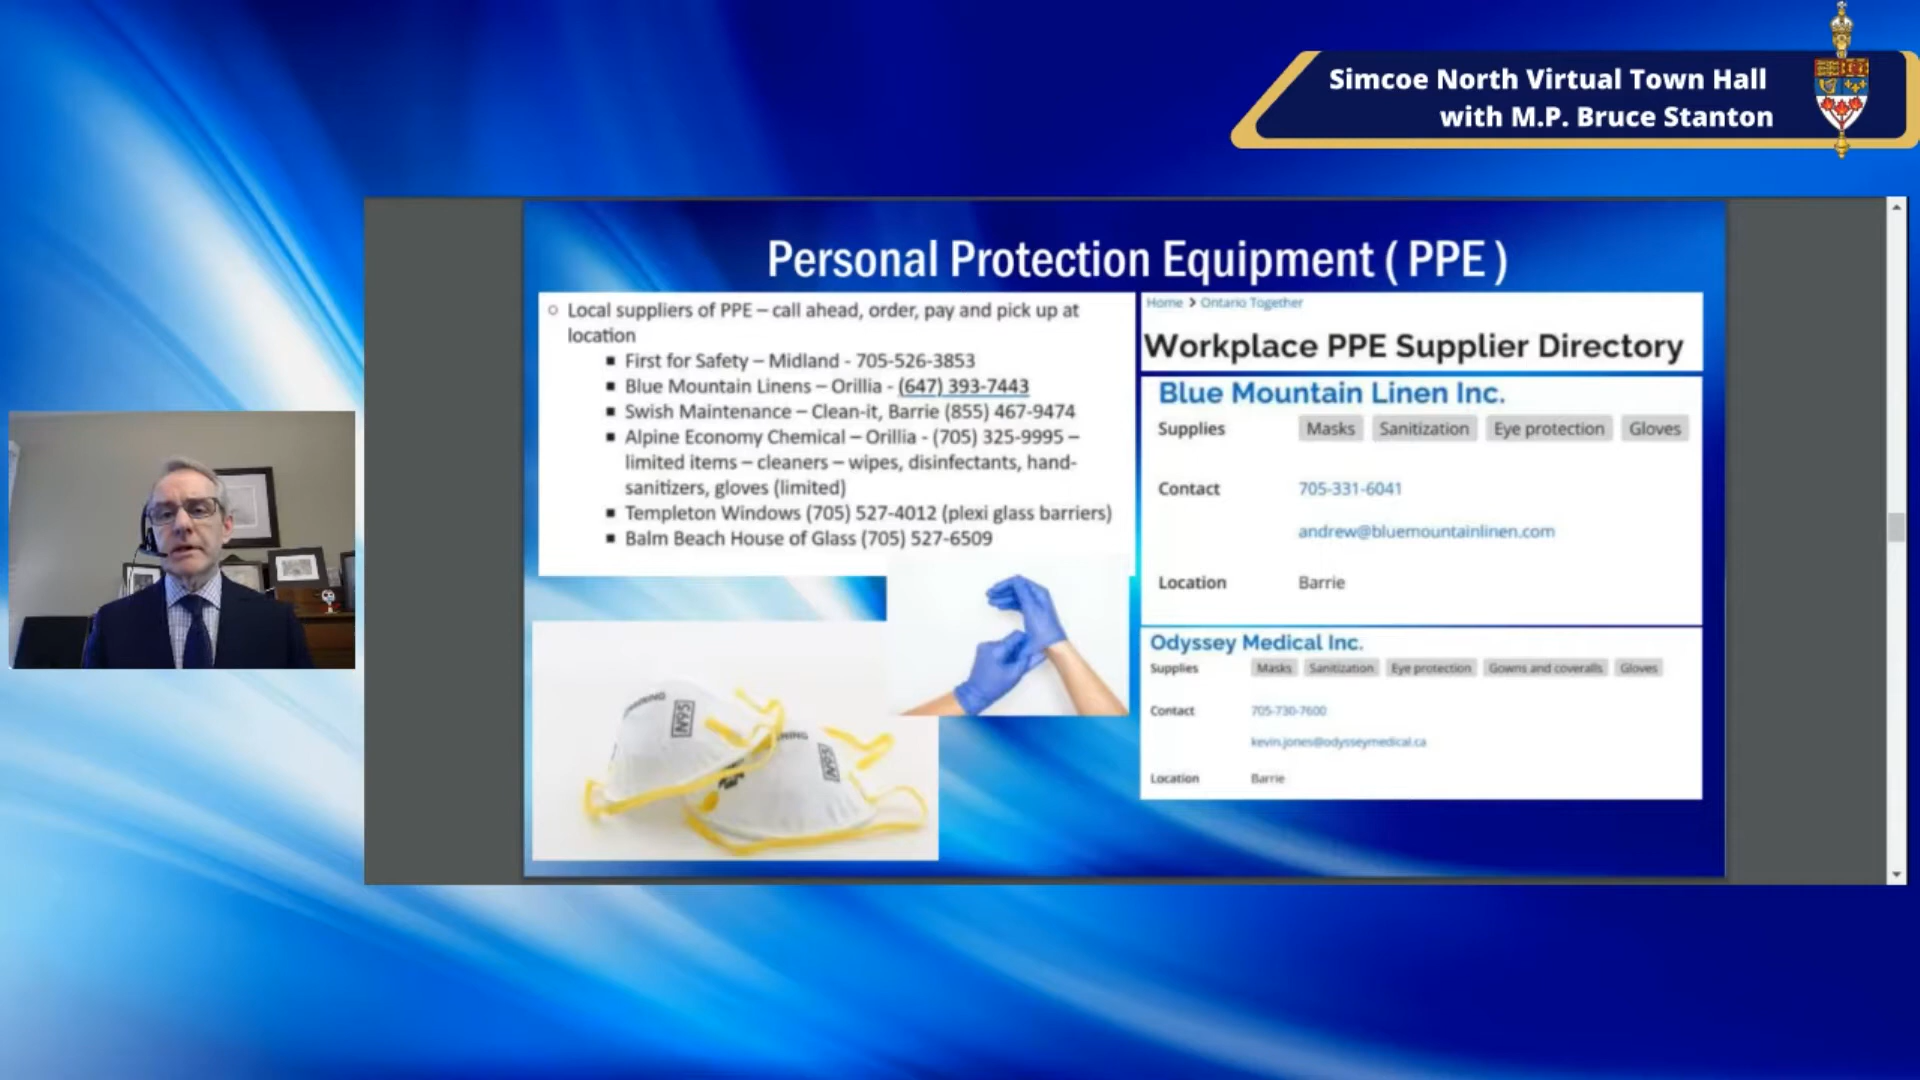 Simcoe North Virtual Town Hall
with M.P. Bruce Stanton
Personal Protection Equipment ( PPE )
Local suppliers of PPE – call ahead, order, pay and pick up at
location
First for Safety – Midland - 705-526-3853
Blue Mountain Linens – Orillia - (647) 393-7443
Swish Maintenance – Clean-it, Barrie (855) 467-9474
Alpine Economy Chemical – Orillia - (705) 325-9995 –
limited items – cleaners – wipes, disinfectants, hand-
sanitizers, gloves (limited)
Templeton Windows (705) 527-4012 (plexi glass barriers)
Balm Beach House of Glass (705) 527-6509
Home > Ontario Together
Workplace PPE Supplier Directory
Blue Mountain Linen Inc.
Supplies Masks Sanitization Eye protection Gloves
Contact 705-331-6041
andrew@bluemountainlinen.com
Location Barrie
Odyssey Medical Inc.
Supplies Masks Sanitization Eye protection Gowns and coveralls Gloves
Contact 705-730-7600
kevin.jones@odysseymedical.ca
Location Barrie
N95
N95